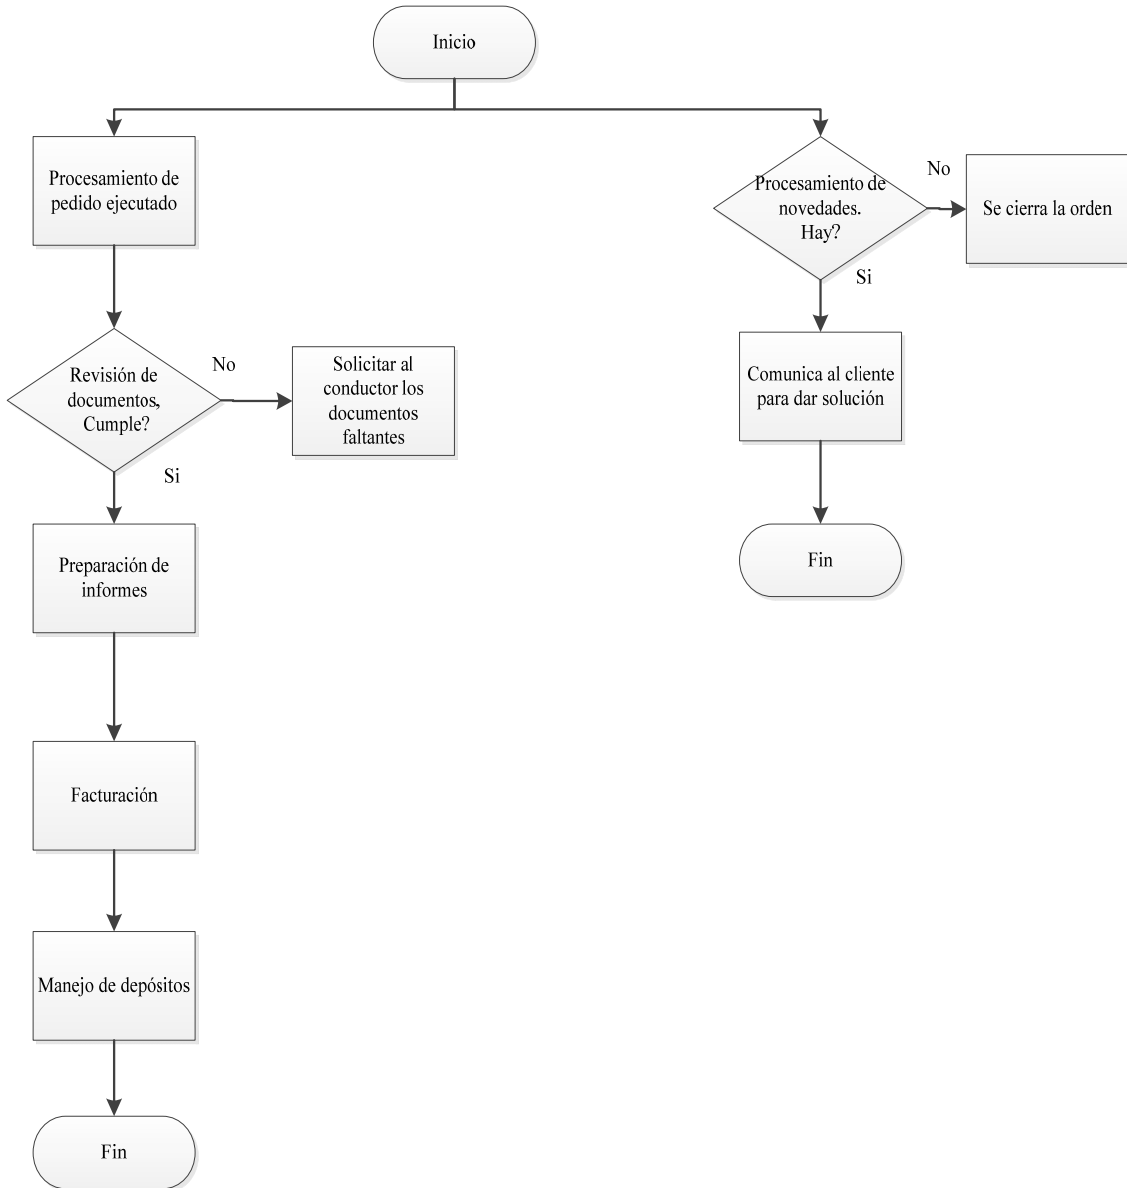 Inicio
Procesamiento de
pedido ejecutado
Procesamiento de
novedades.
Hay?
No
Se cierra la orden
Si
Revisión de
documentos,
Cumple?
No
Solicitar al
conductor los
documentos
faltantes
Comunica al cliente
para dar solución
Si
Preparación de
informes
Fin
Facturación
Manejo de depósitos
Fin